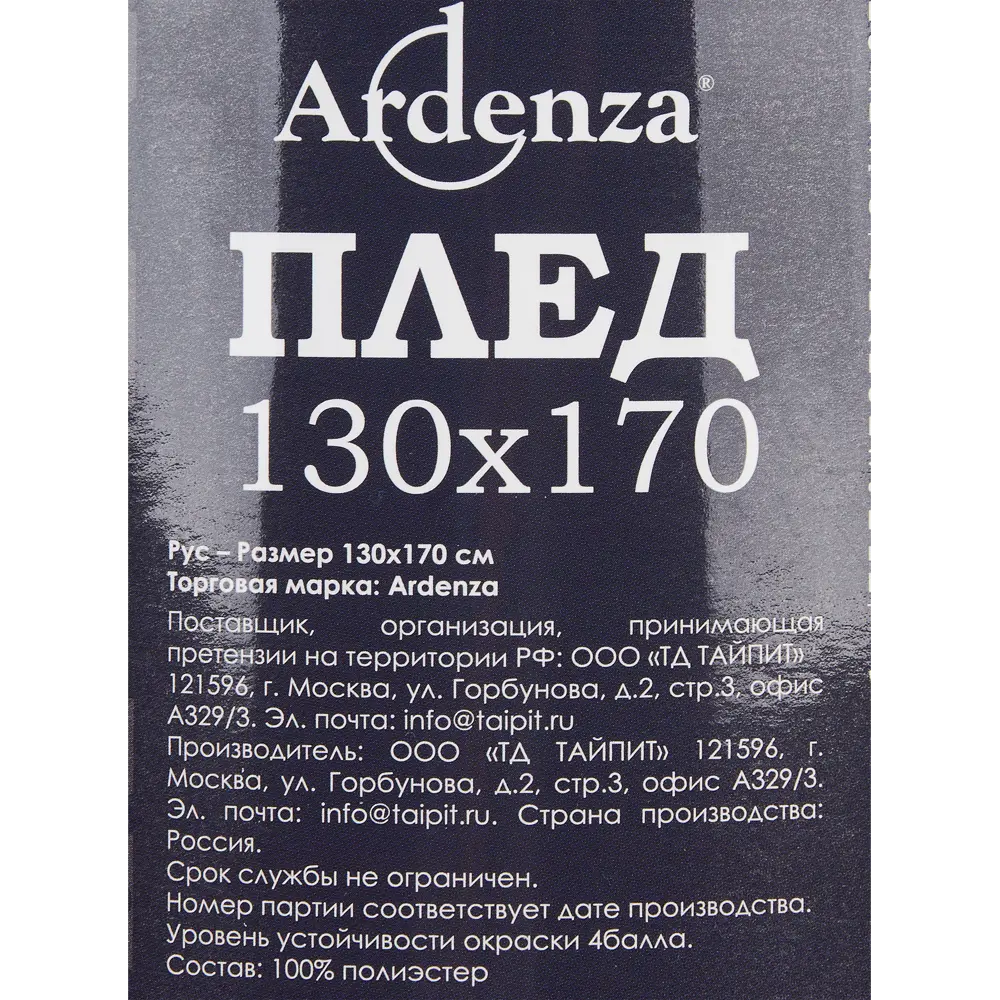 Ardenza®
ПЛЕД
130x170
Рус – Размер 130x170 см
Торговая марка: Ardenza
Поставщик, организация, принимающая
претензии на территории РФ: ООО «ТД ТАЙПИТ»
121596, г. Москва, ул. Горбунова, д.2, стр.3, офис
А329/3. Эл. почта: info@taipit.ru
Производитель: ООО «ТД ТАЙПИТ» 121596, г.
Москва, ул. Горбунова, д.2, стр.3, офис А329/3.
Эл. почта: info@taipit.ru. Страна производства:
Россия.
Срок службы не ограничен.
Номер партии соответствует дате производства.
Уровень устойчивости окраски 4балла.
Состав: 100% полиэстер